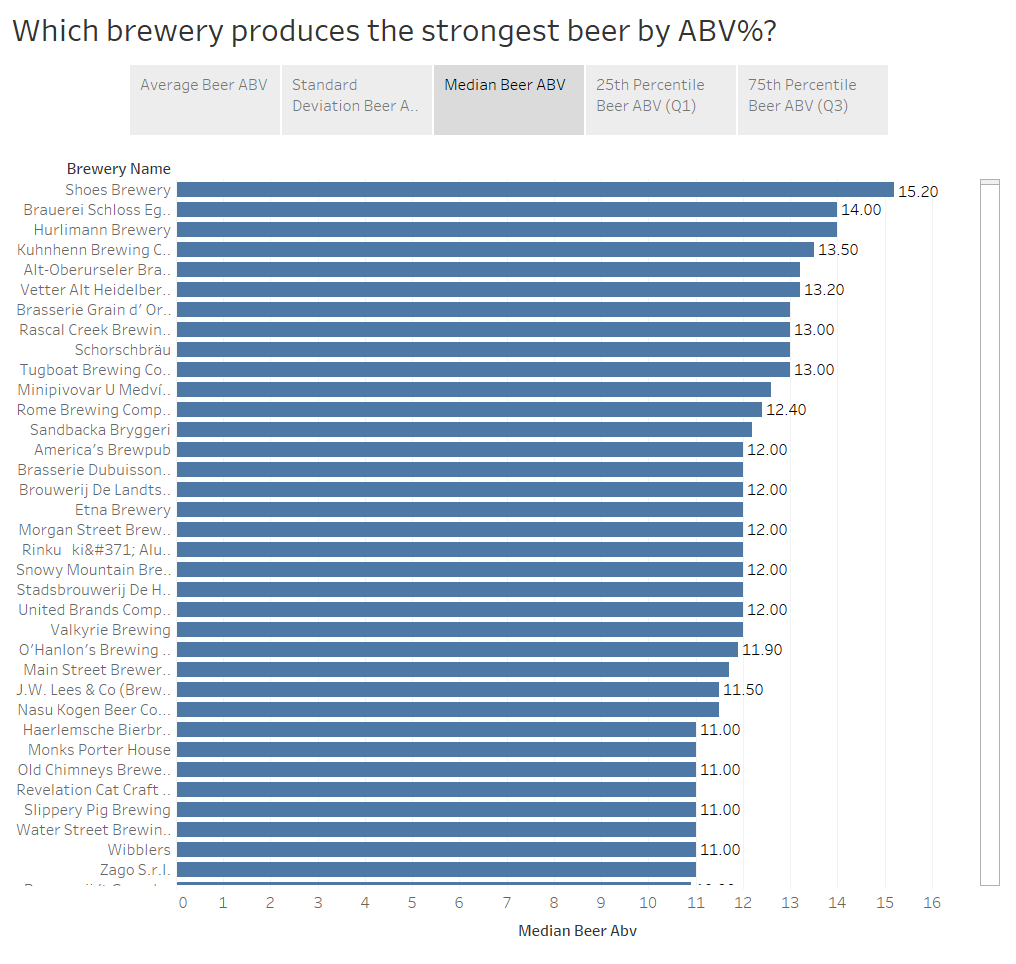 Which brewery produces the strongest beer by ABV%?
Average Beer ABV
Standard
Deviation Beer A..
Median Beer ABV
25th Percentile
Beer ABV (Q1)
75th Percentile
Beer ABV (Q3)
Brewery Name
Shoes Brewery 15.20
Brauerei Schloss Eg.. 14.00
Hurlimann Brewery
Kuhnhenn Brewing C.. 13.50
Alt-Oberurseler Bra..
Vetter Alt Heidelber.. 13.20
Brasserie Grain d' Or..
Rascal Creek Brewin.. 13.00
Schorschbräu
Tugboat Brewing Co.. 13.00
Minipivovar U Medví..
Rome Brewing Comp.. 12.40
Sandbacka Bryggeri
America's Brewpub 12.00
Brasserie Dubuisson..
Brouwerij De Landts.. 12.00
Etna Brewery
Morgan Street Brew.. 12.00
Rinku ki&#371; Alu..
Snowy Mountain Bre.. 12.00
Stadsbrouwerij De H..
United Brands Comp.. 12.00
Valkyrie Brewing
O'Hanlon's Brewing .. 11.90
Main Street Brewer..
J.W. Lees & Co (Brew.. 11.50
Nasu Kogen Beer Co...
Haerlemsche Bierbr.. 11.00
Monks Porter House
Old Chimneys Brewe.. 11.00
Revelation Cat Craft ..
Slippery Pig Brewing 11.00
Water Street Brewin..
Wibblers 11.00
Zago S.r.l.
0 1 2 3 4 5 6 7 8 9 10 11 12 13 14 15 16
Median Beer Abv